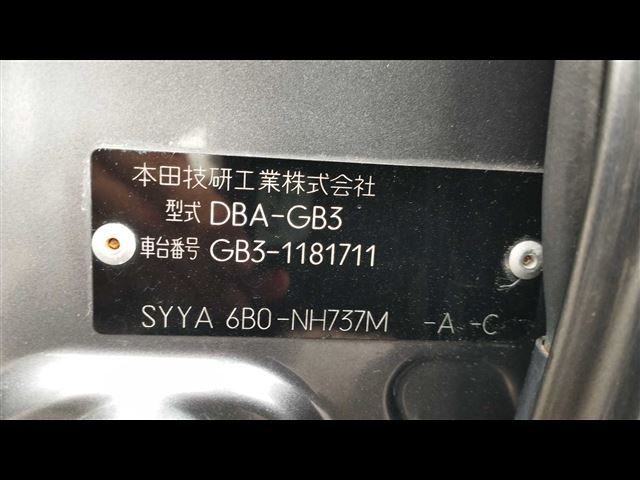 本田技研工業株式会社
型式 DBA-GB3
車台番号 GB3-1181711
SYYA 6B0-NH737M -A -C